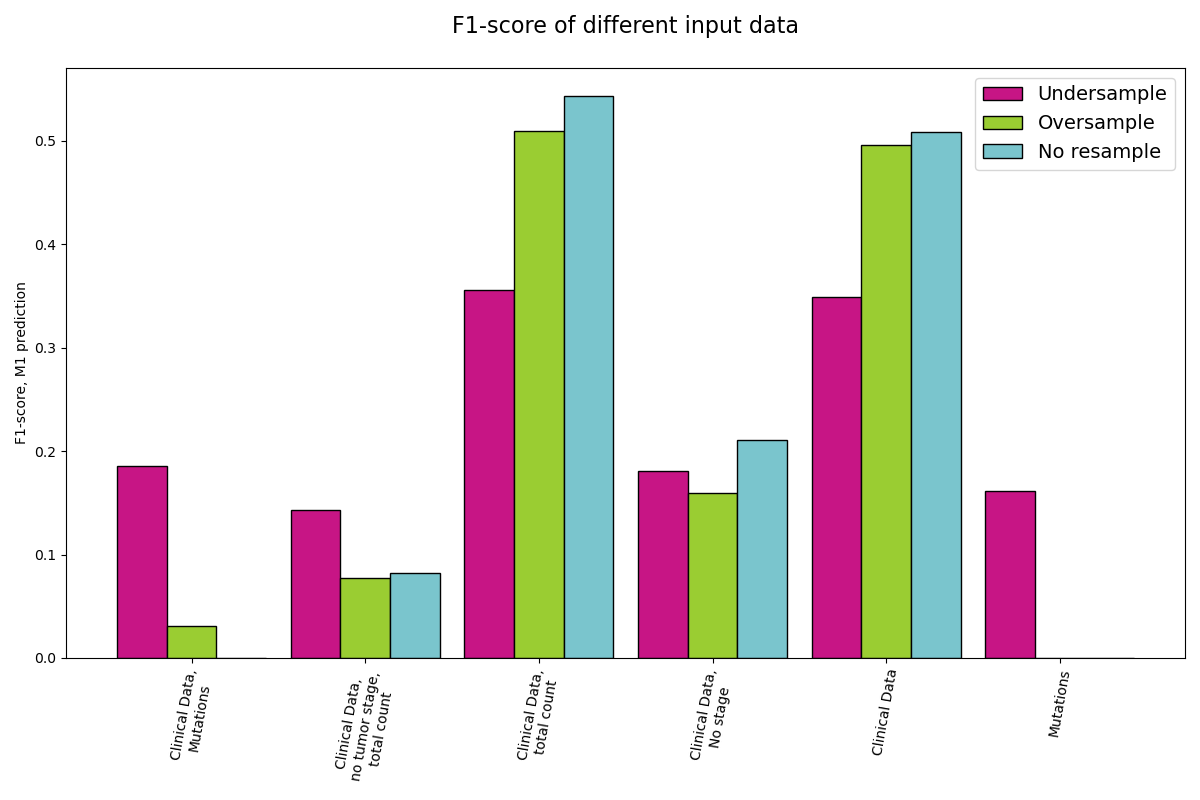 F1-score of different input data
Undersample
Oversample
No resample
F1-score, M1 prediction
0.5
0.4
0.3
0.2
0.1
0.0
Clinical Data,
Mutations
Clinical Data,
no tumor stage,
total count
Clinical Data,
total count
Clinical Data,
No stage
Clinical Data
Mutations